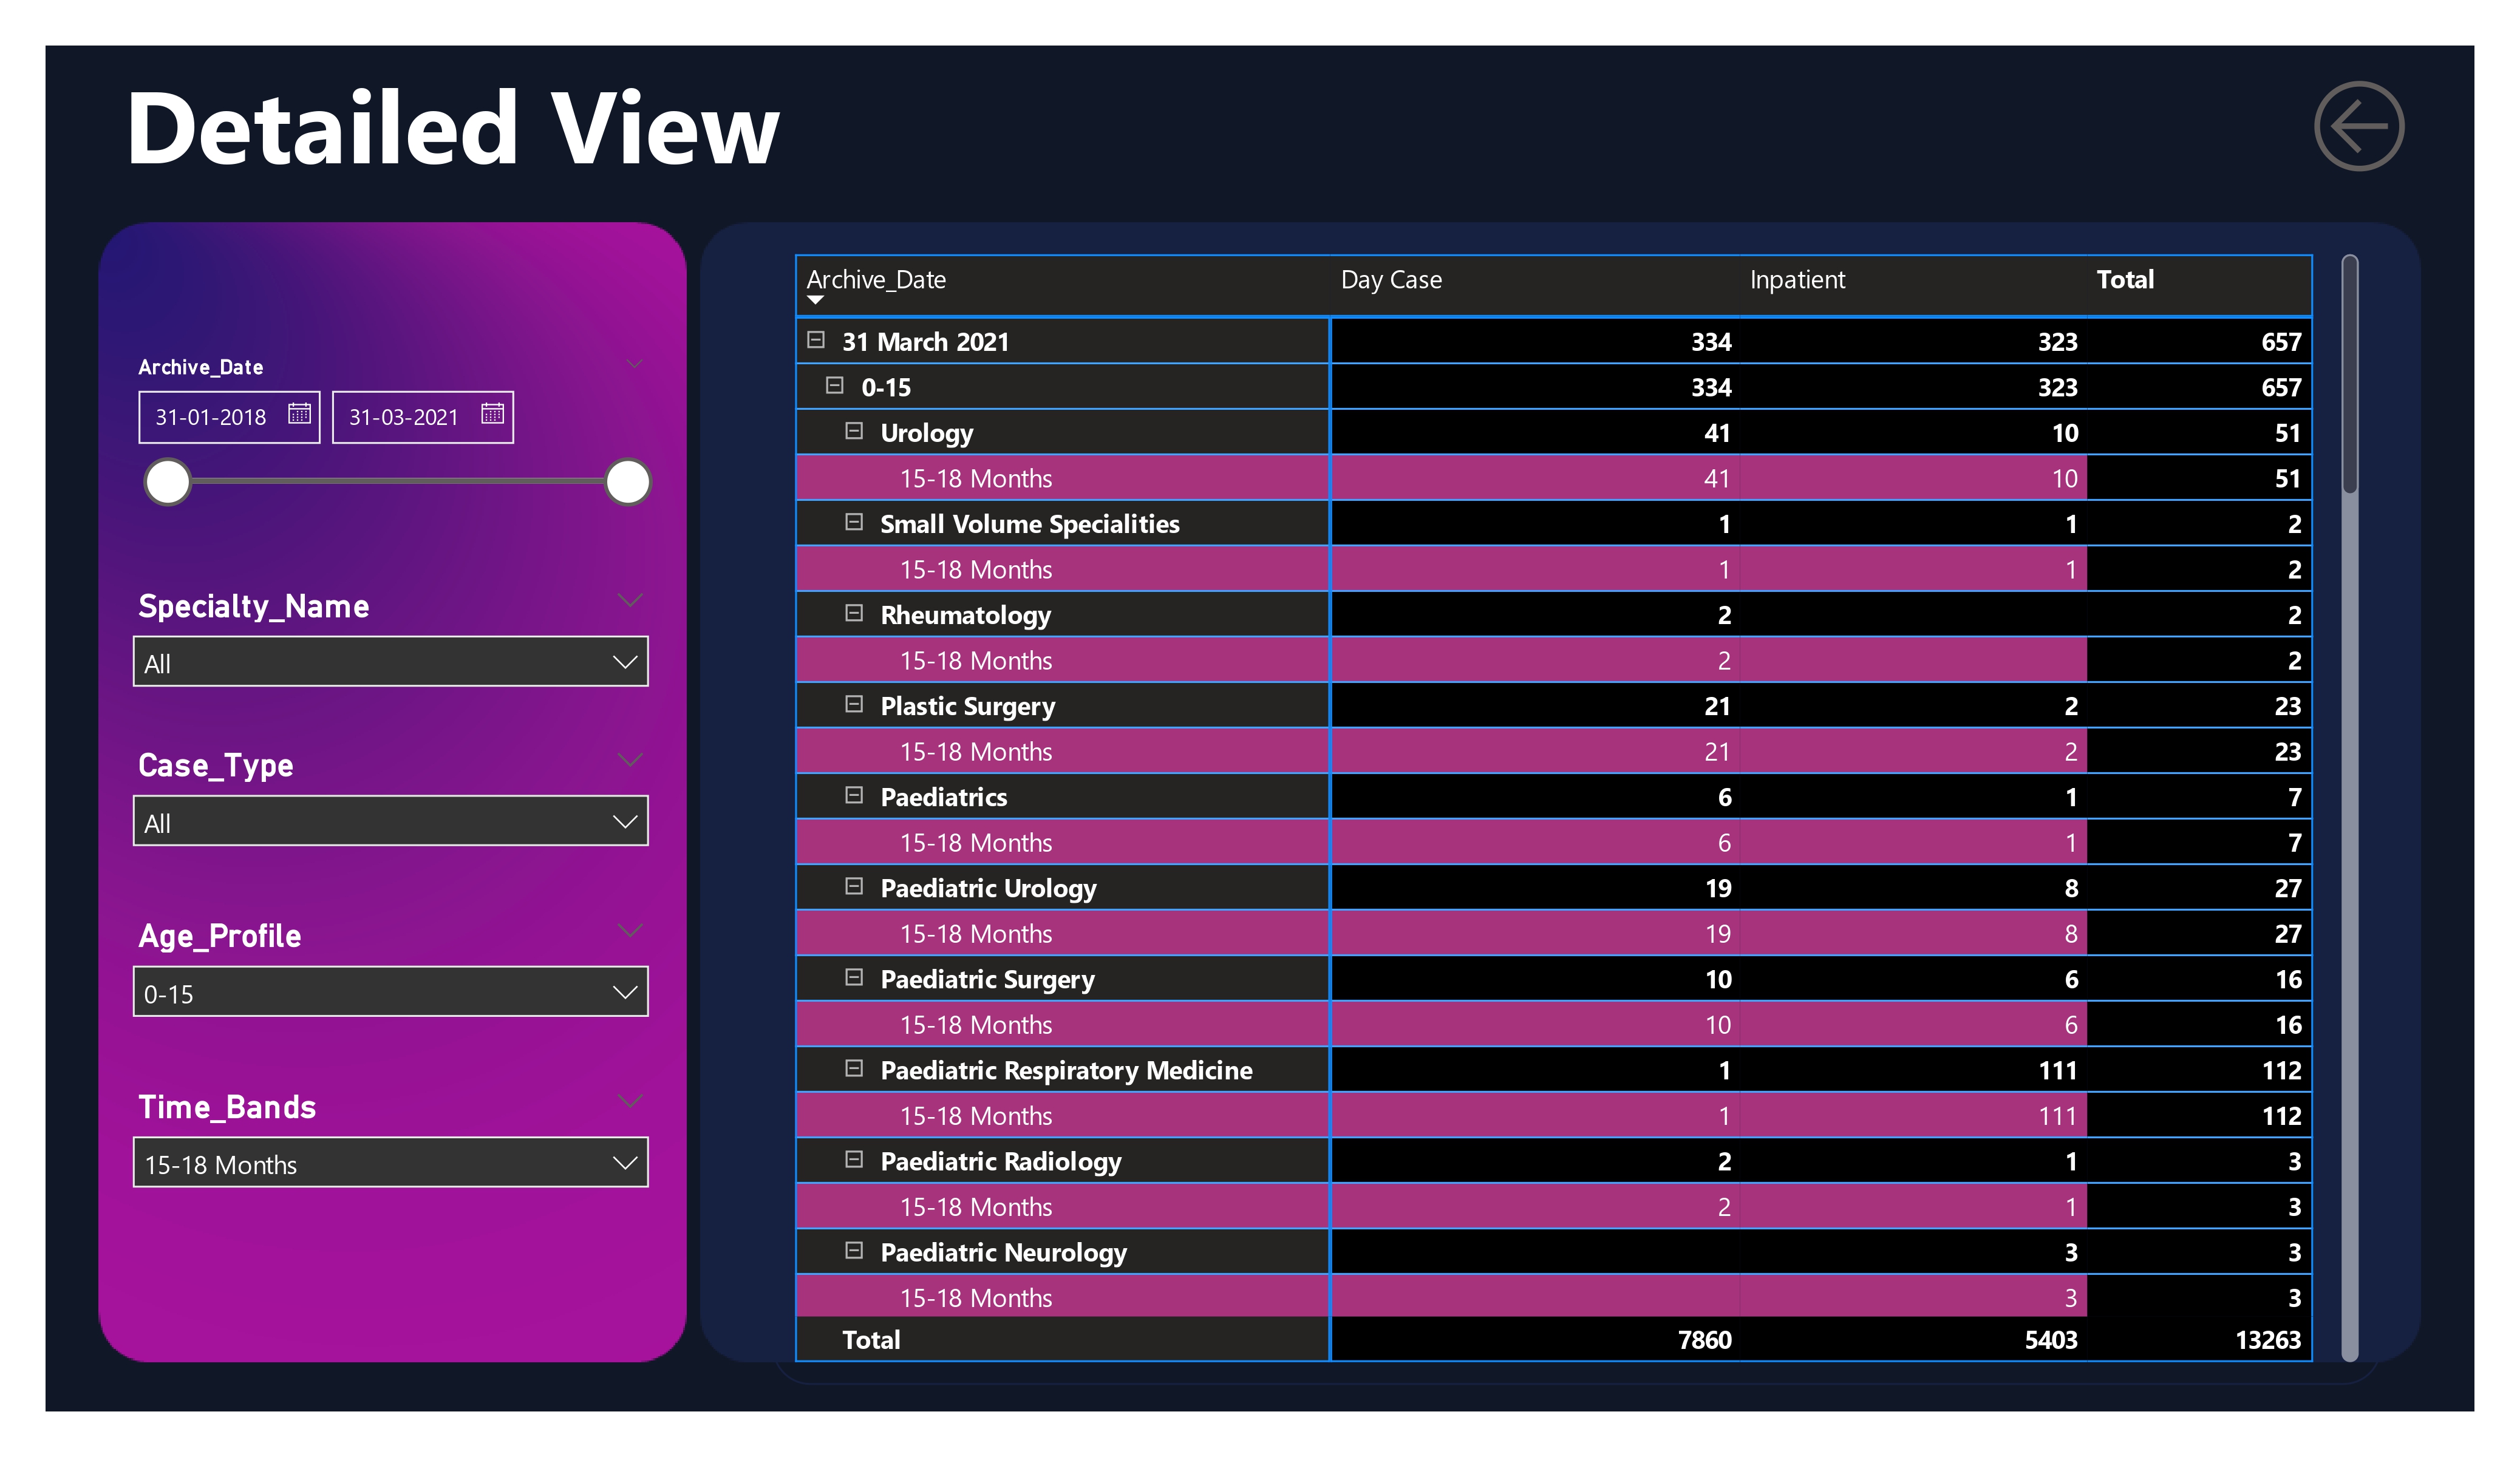 Detailed View
Archive_Date
31-01-2018 31-03-2021
Specialty_Name
All
Case_Type
All
Age_Profile
0-15
Time_Bands
15-18 Months
Archive_Date Day Case Inpatient Total
31 March 2021 334 323 657
0-15 334 323 657
Urology 41 10 51
15-18 Months 41 10 51
Small Volume Specialities 1 1 2
15-18 Months 1 1 2
Rheumatology 2 2
15-18 Months 2 2
Plastic Surgery 21 2 23
15-18 Months 21 2 23
Paediatrics 6 1 7
15-18 Months 6 1 7
Paediatric Urology 19 8 27
15-18 Months 19 8 27
Paediatric Surgery 10 6 16
15-18 Months 10 6 16
Paediatric Respiratory Medicine 1 111 112
15-18 Months 1 111 112
Paediatric Radiology 2 1 3
15-18 Months 2 1 3
Paediatric Neurology 3 3
15-18 Months 3 3
Total 7860 5403 13263